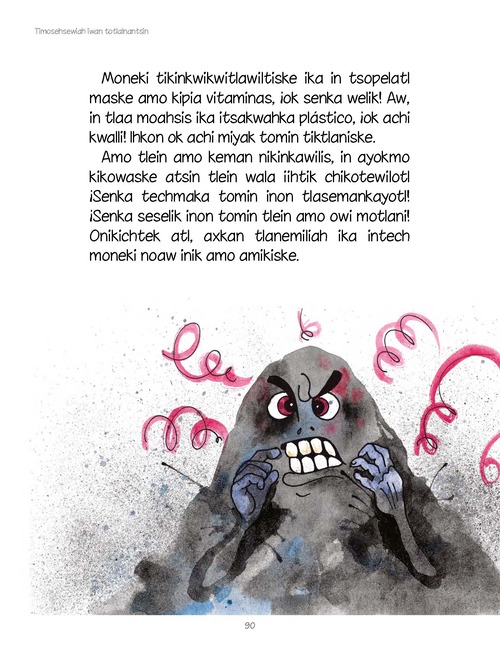 Timosehsewiah iwan totlalnantsin
Moneki tikinkwikwitlawiltiske ika in tsopelatl
maske amo kipia vitaminas, ¡ok senka welik! Aw,
in tlaa moahsis ika itsakwahka plástico, ¡ok achi
kwalli! Ihkon ok achi miyak tomin tiktlaniske.
Amo tlein amo keman nikinkawilis, in ayokmo
kikowaske atsin tlein wala iihtik chikotewilotl
¡Senka techmaka tomin inon tlasemankayotl!
¡Senka seselik inon tomin tlein amo owi motlani!
Onikichtek atl, axkan tlanemiliah ika intech
moneki noaw inik amo amikiske.
90